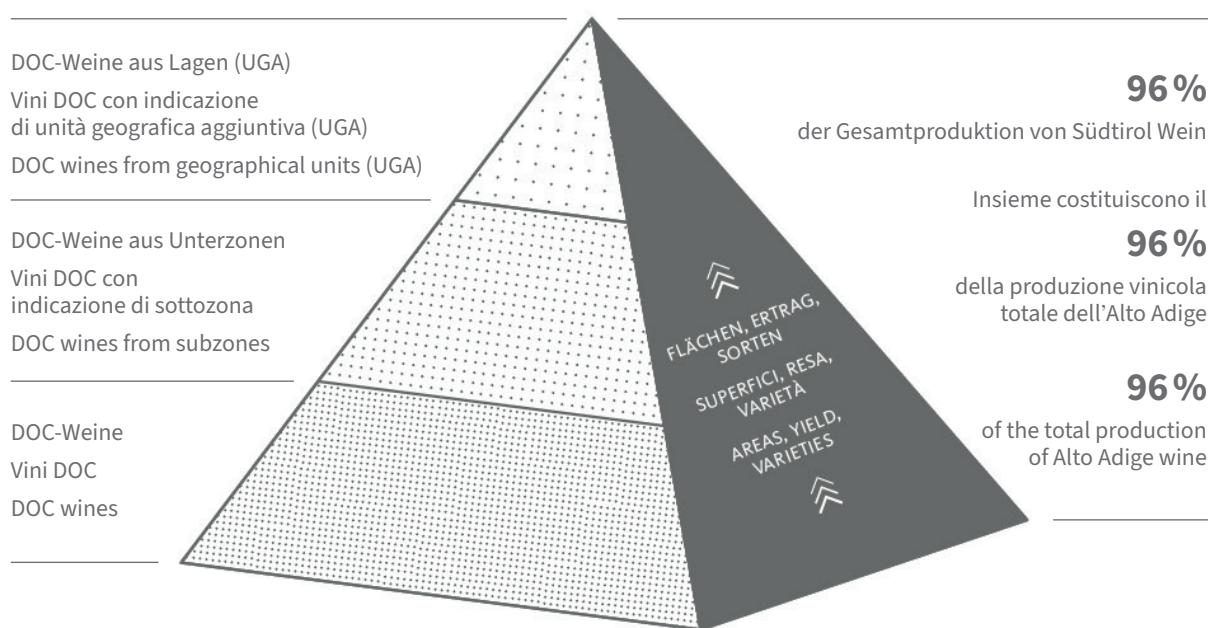 DOC-Weine aus Lagen (UGA)
Vini DOC con indicazione
di unità geografica aggiuntiva (UGA)
DOC wines from geographical units (UGA)
DOC-Weine aus Unterzonen
Vini DOC con
indicazione di sottozona
DOC wines from subzones
DOC-Weine
Vini DOC
DOC wines
FLÄCHEN, ERTRAG,
SORTEN
SUPERFICI, RESA,
VARIETÀ
AREAS, YIELD,
VARIETIES
96 %
der Gesamtproduktion von Südtirol Wein
Insieme costituiscono il
96 %
della produzione vinicola
totale dell’Alto Adige
96 %
of the total production
of Alto Adige wine